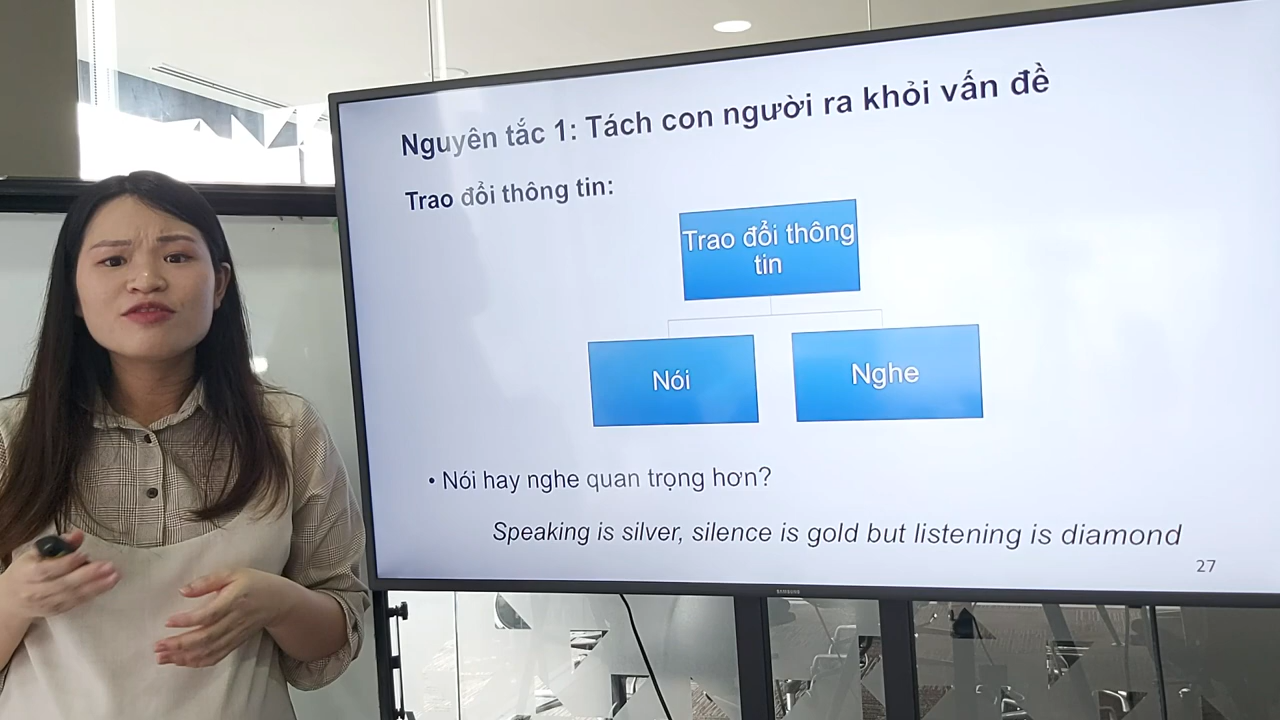 Nguyên tắc 1: Tách con người ra khỏi vấn đề
Trao đổi thông tin:
Trao đổi thông
tin
Nói
Nghe
• Nói hay nghe quan trọng hơn?
Speaking is silver, silence is gold but listening is diamond
27
SAMSUNG